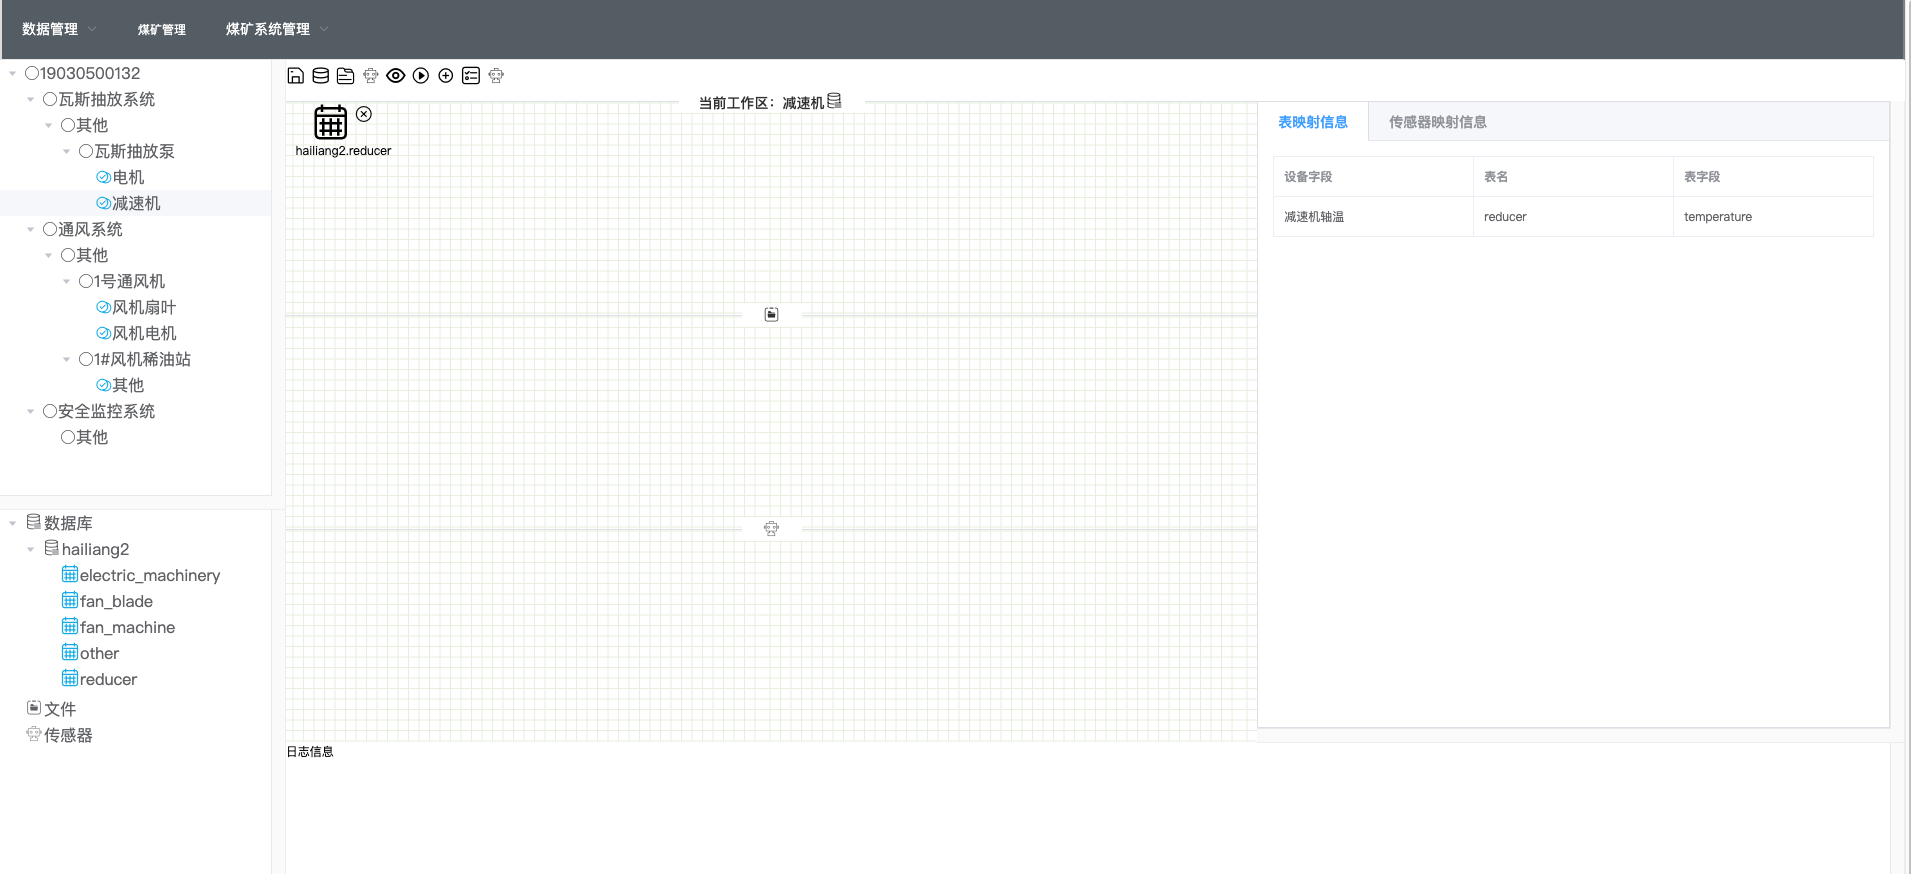 数据管理 煤矿管理 煤矿系统管理
19030500132
瓦斯抽放系统
其他
瓦斯抽放泵
电机
减速机
通风系统
其他
1号通风机
风机扇叶
风机电机
1#风机稀油站
其他
安全监控系统
其他
数据库
hailiang2
electric_machinery
fan_blade
fan_machine
other
reducer
文件
传感器
当前工作区：减速机
hailiang2.reducer
表映射信息 传感器映射信息
设备字段 表名 表字段
减速机轴温 reducer temperature
日志信息